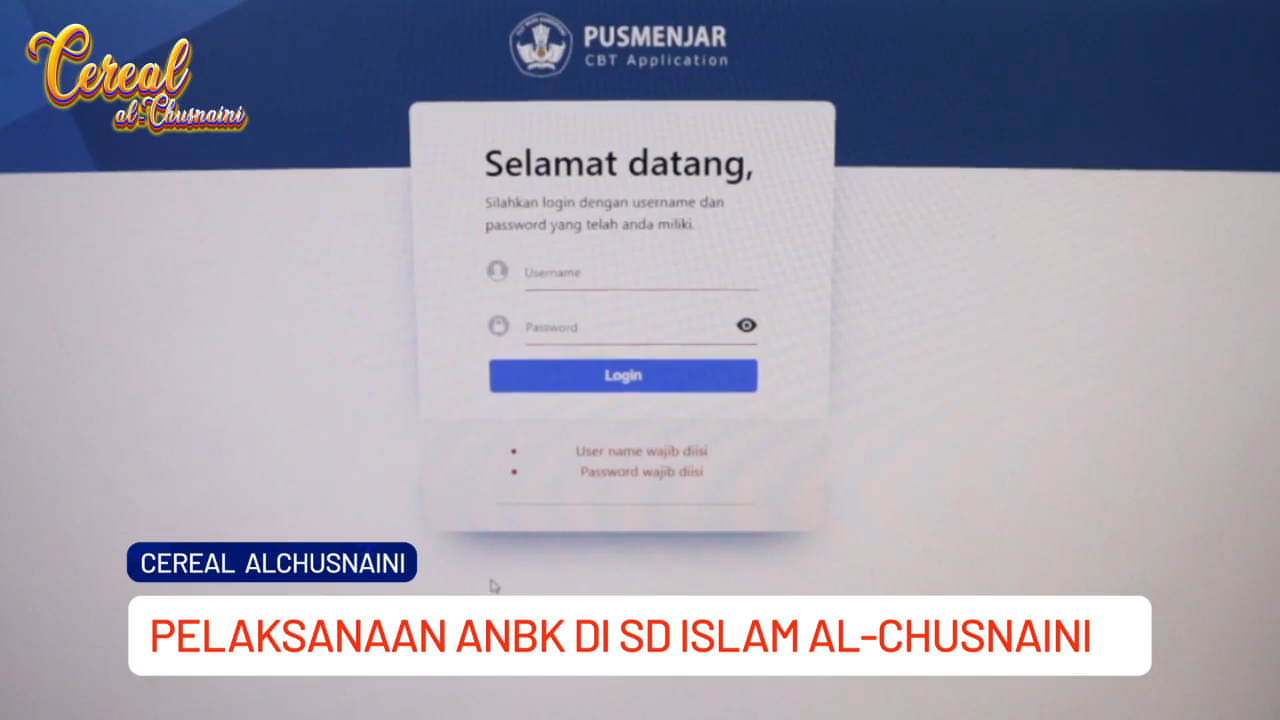 Cereal
al-Chusnaini
PUSMENJAR
CBT Application
Selamat datang,
Silahkan login dengan username dan
password yang telah anda miliki.
Username
Password
Login
User name wajib diisi
Password wajib diisi
CEREAL ALCHUSNAINI
PELAKSANAAN ANBK DI SD ISLAM AL-CHUSNAINI